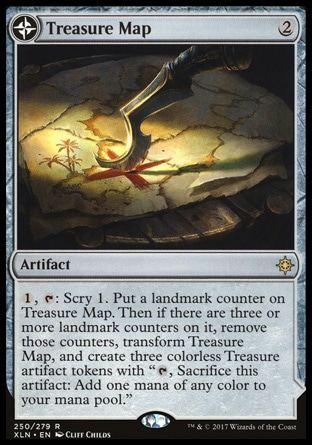 Treasure Map 2
Artifact
1, T: Scry 1. Put a landmark counter on
Treasure Map. Then if there are three or
more landmark counters on it, remove
those counters, transform Treasure
Map, and create three colorless Treasure
artifact tokens with “T, Sacrifice this
artifact: Add one mana of any color to
your mana pool.”
250/279 R
XLN • EN CLIFF CHILDS
™ & © 2017 Wizards of the Coast